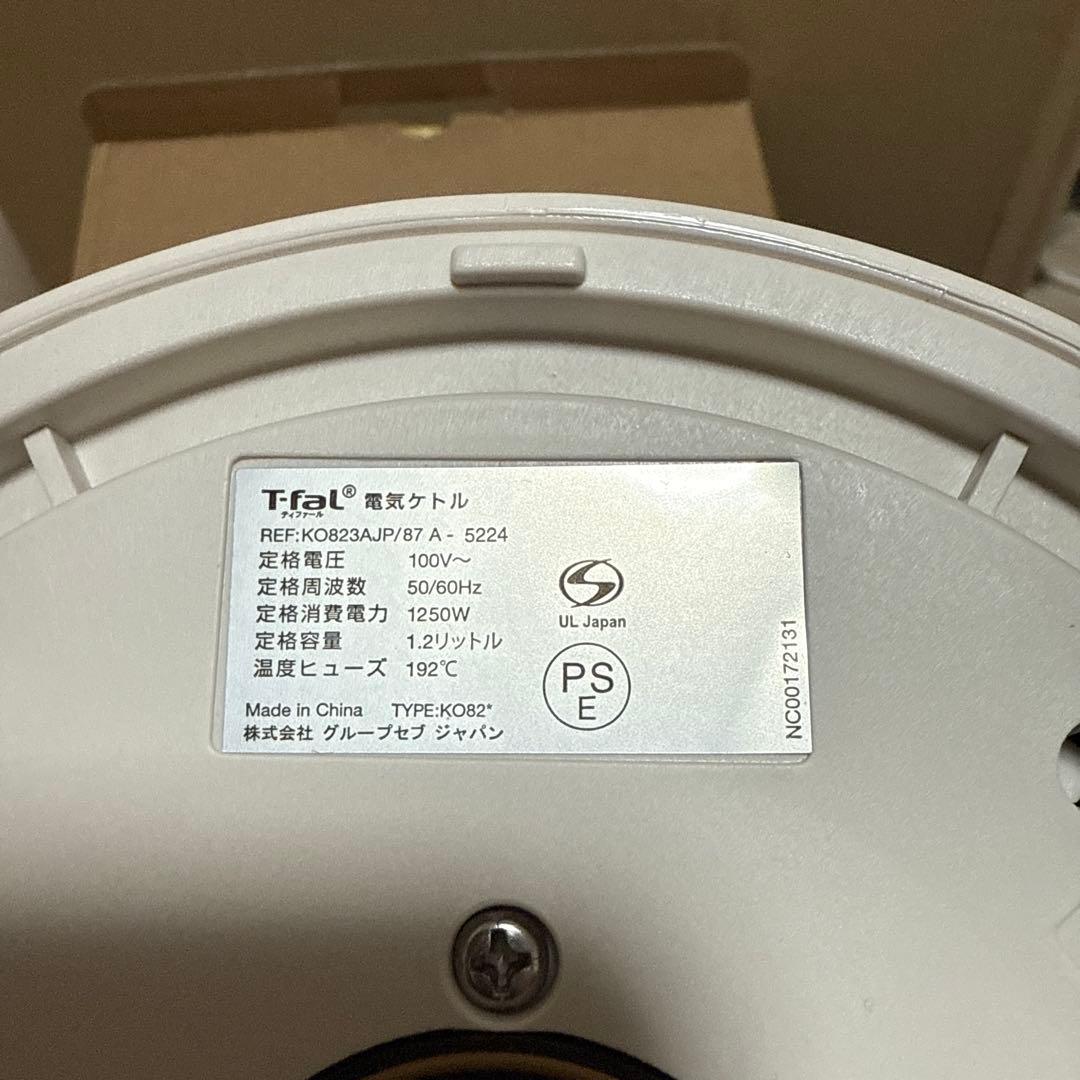 T-faL® 電気ケトル
ティファール
REF:KO823AJP/87 A - 5224
定格電圧 100V～
定格周波数 50/60Hz
定格消費電力 1250W
定格容量 1.2リットル
温度ヒューズ 192℃
Made in China TYPE:KO82*
株式会社 グループセブ ジャパン
S
UL Japan
PS
E
NC00172131